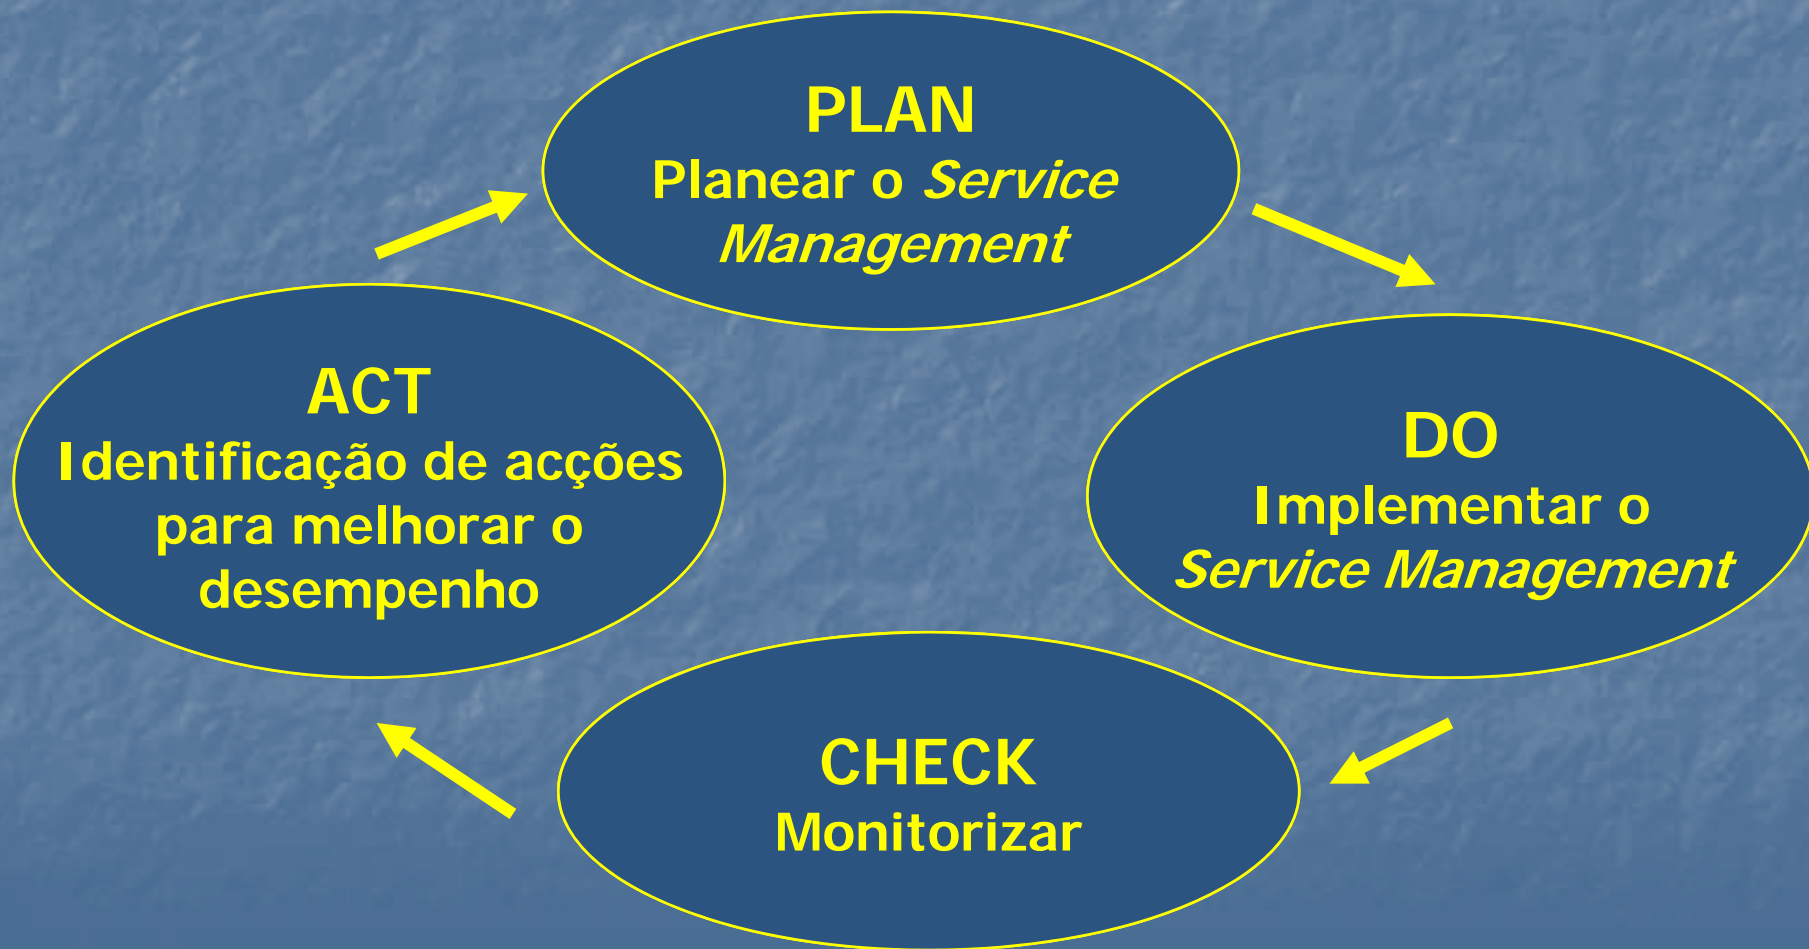 PLAN
Planear o Service
Management
ACT
Identificação de acções
para melhorar o
desempenho
DO
Implementar o
Service Management
CHECK
Monitorizar